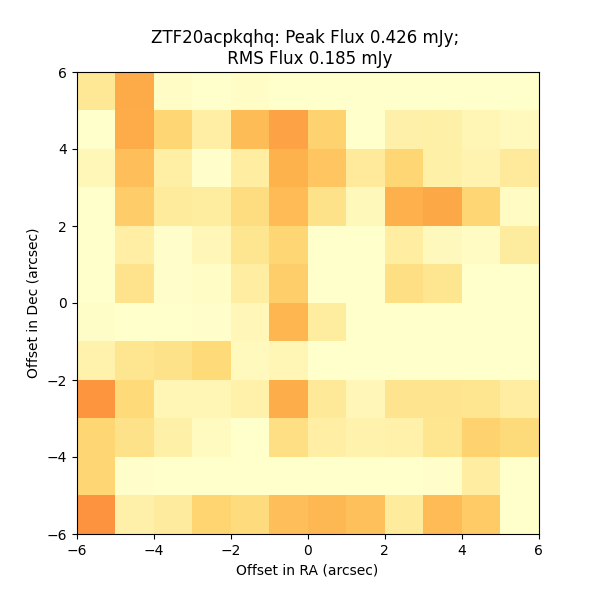 ZTF20acpkqhq: Peak Flux 0.426 mJy;
RMS Flux 0.185 mJy
6
4
2
0
−2
−4
−6
Offset in Dec (arcsec)
−6 −4 −2 0 2 4 6
Offset in RA (arcsec)